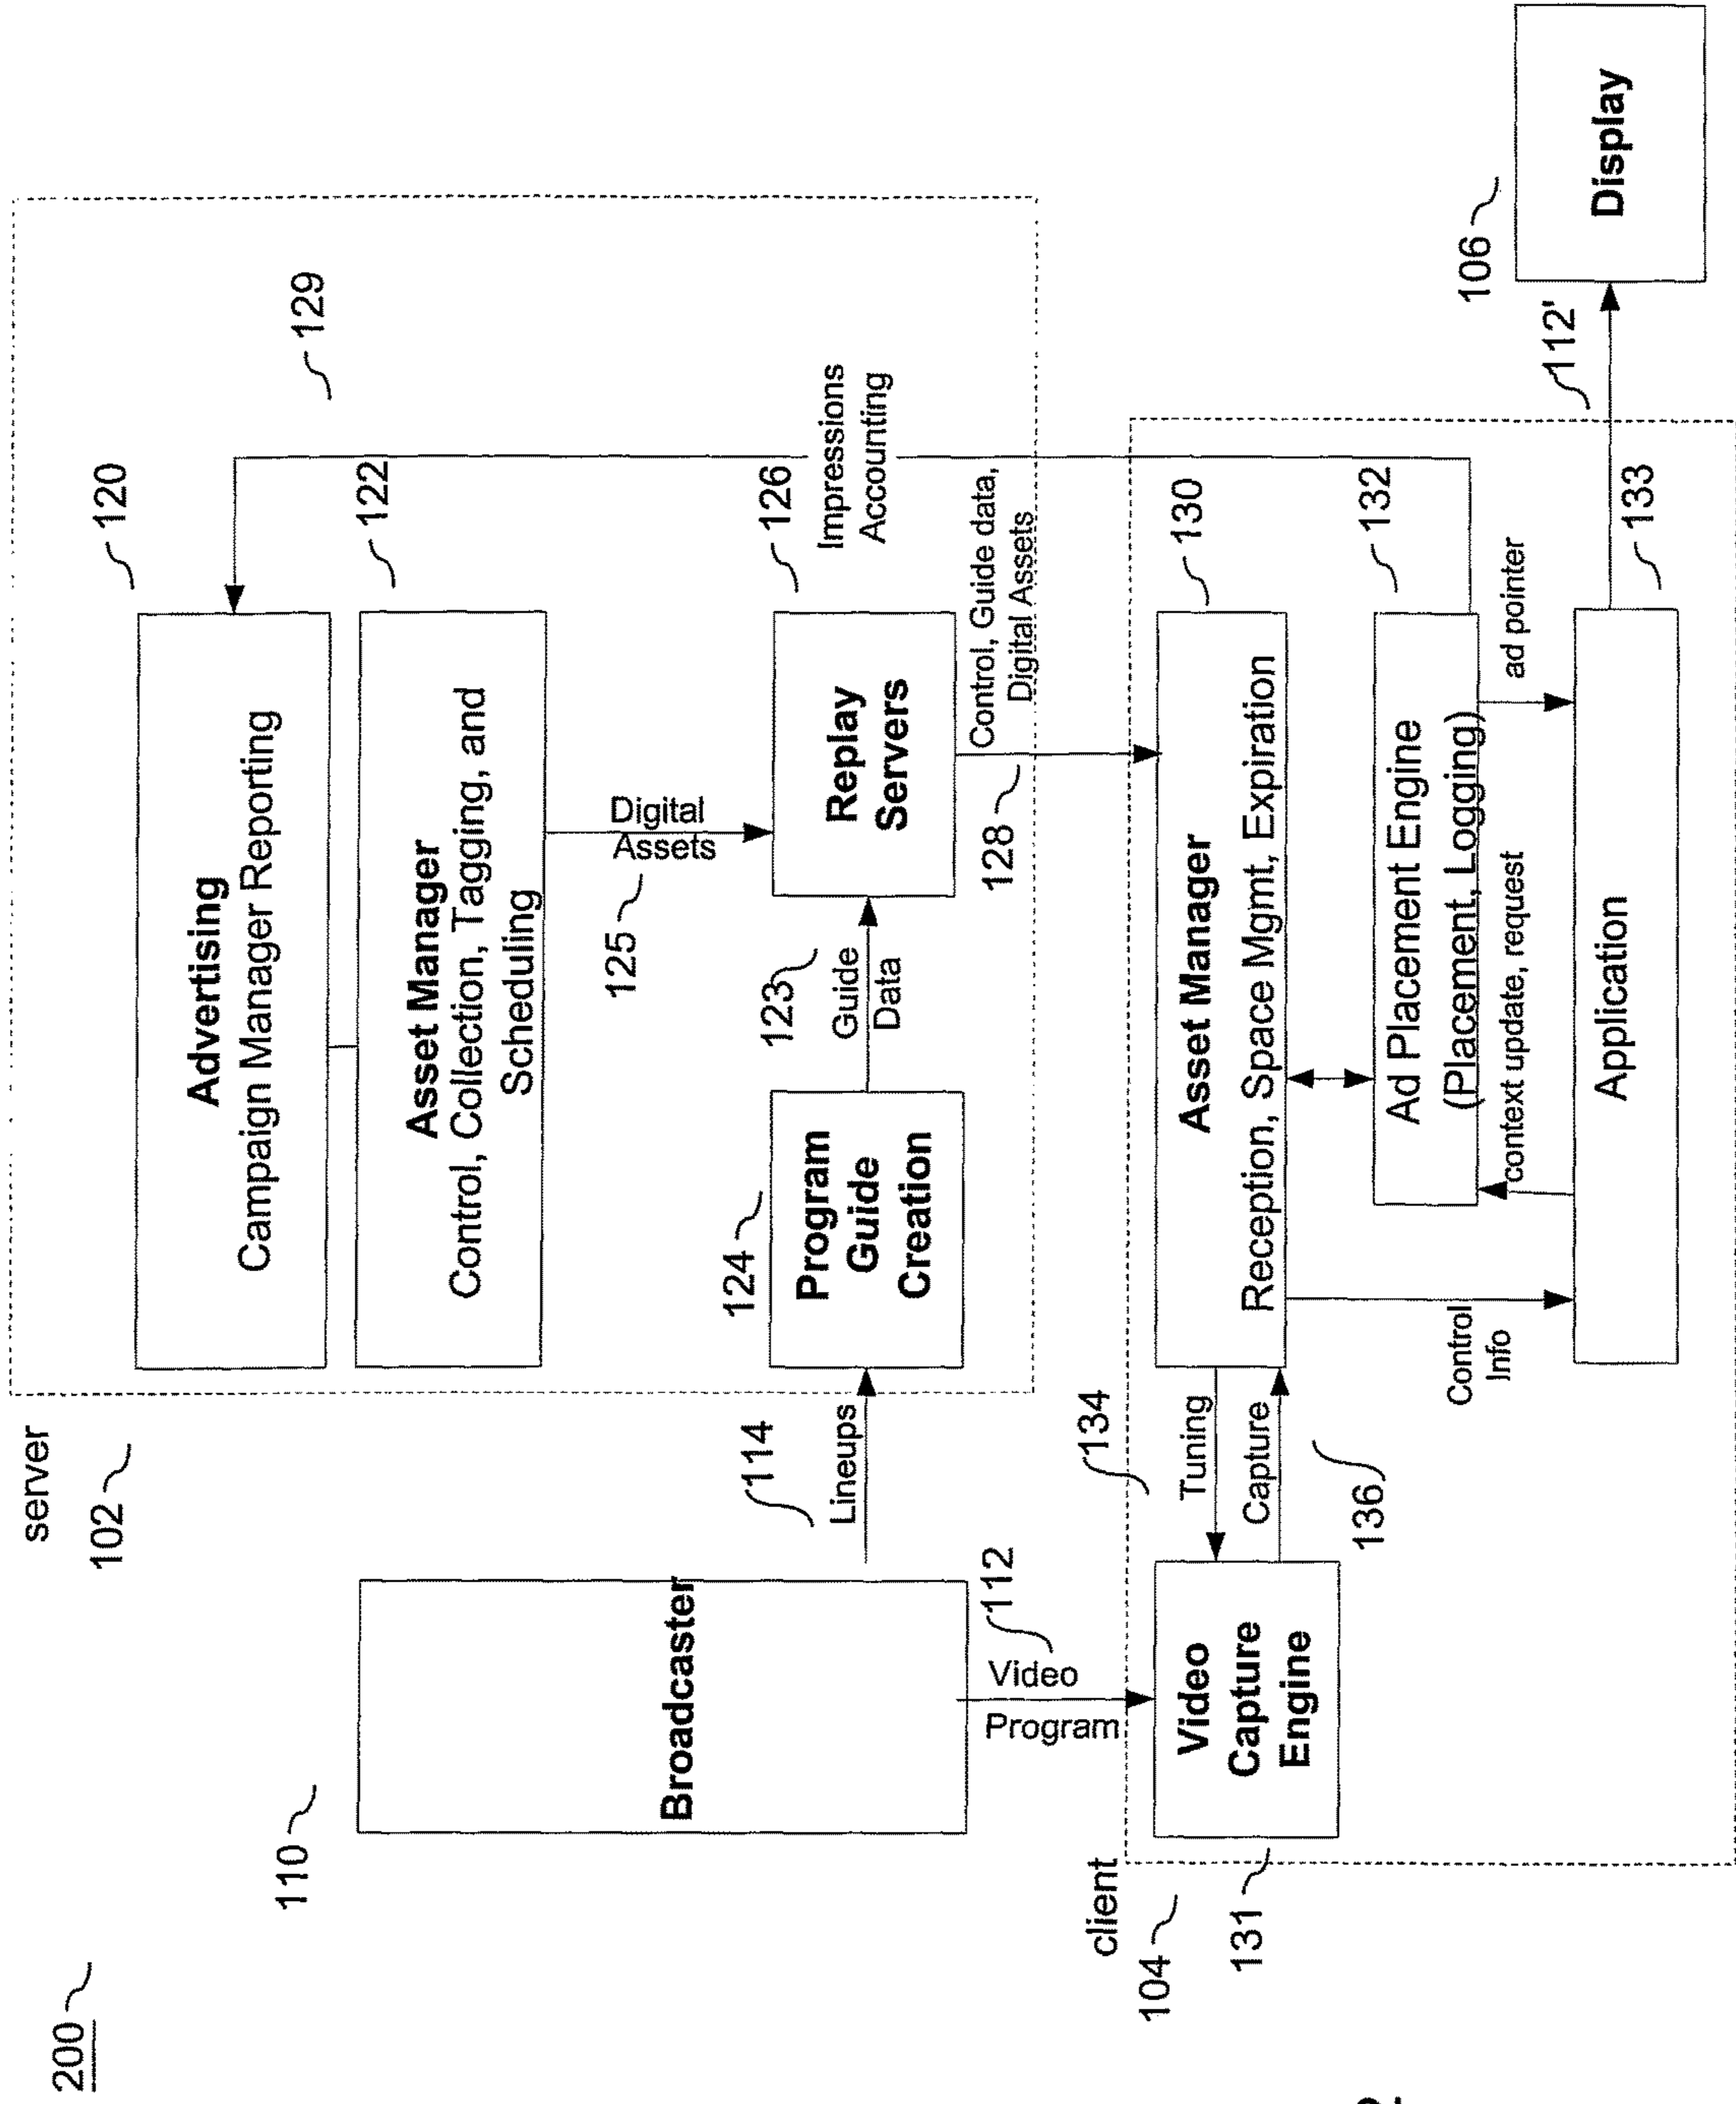 200
server
102
120
Advertising
Campaign Manager Reporting
129
122
Asset Manager
Control, Collection, Tagging, and
Scheduling
110
Broadcaster
Digital
Assets
125
114
Lineups
124
Program
Guide
Creation
123
Guide
Data
126
Replay
Servers
Impressions
Accounting
112
Video
Program
128
Control, Guide data,
Digital Assets
client
104
134
130
Asset Manager
Reception, Space Mgmt, Expiration
131
Video
Capture
Engine
Tuning
Capture
136
132
Ad Placement Engine
(Placement, Logging)
Control
Info
context update, request
ad pointer
133
Application
112'
106
Display